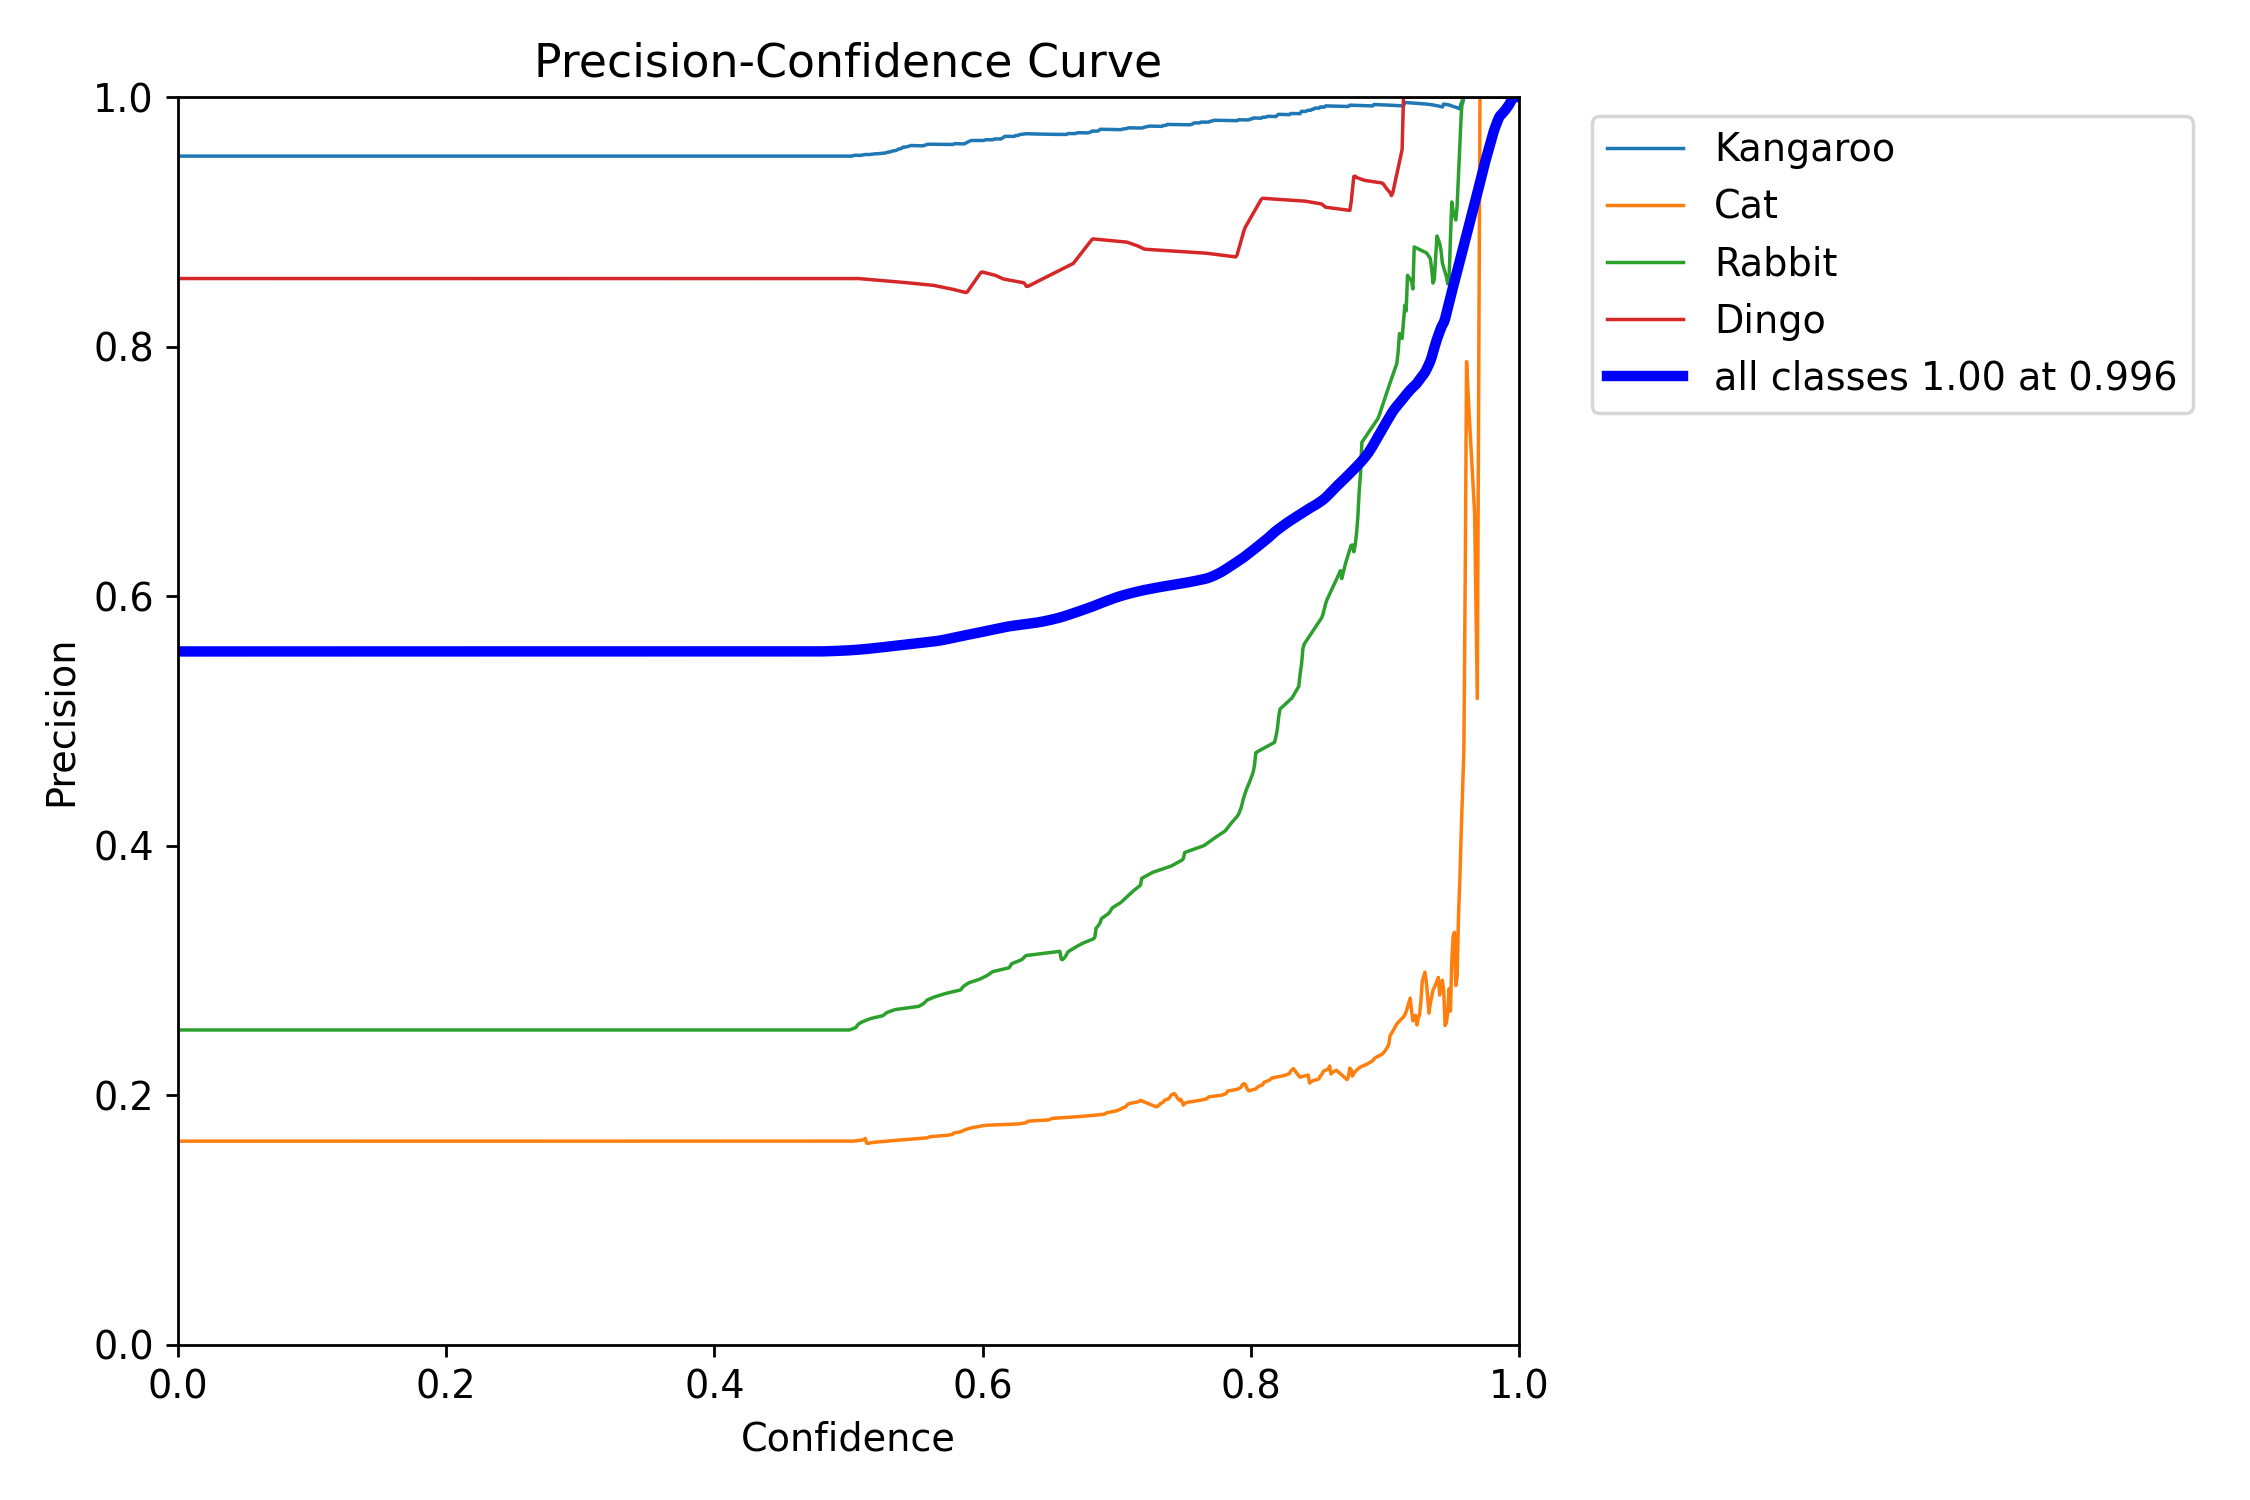 Precision-Confidence Curve
1.0
0.8
0.6
0.4
0.2
0.0
Precision
0.0 0.2 0.4 0.6 0.8 1.0
Confidence
Kangaroo
Cat
Rabbit
Dingo
all classes 1.00 at 0.996